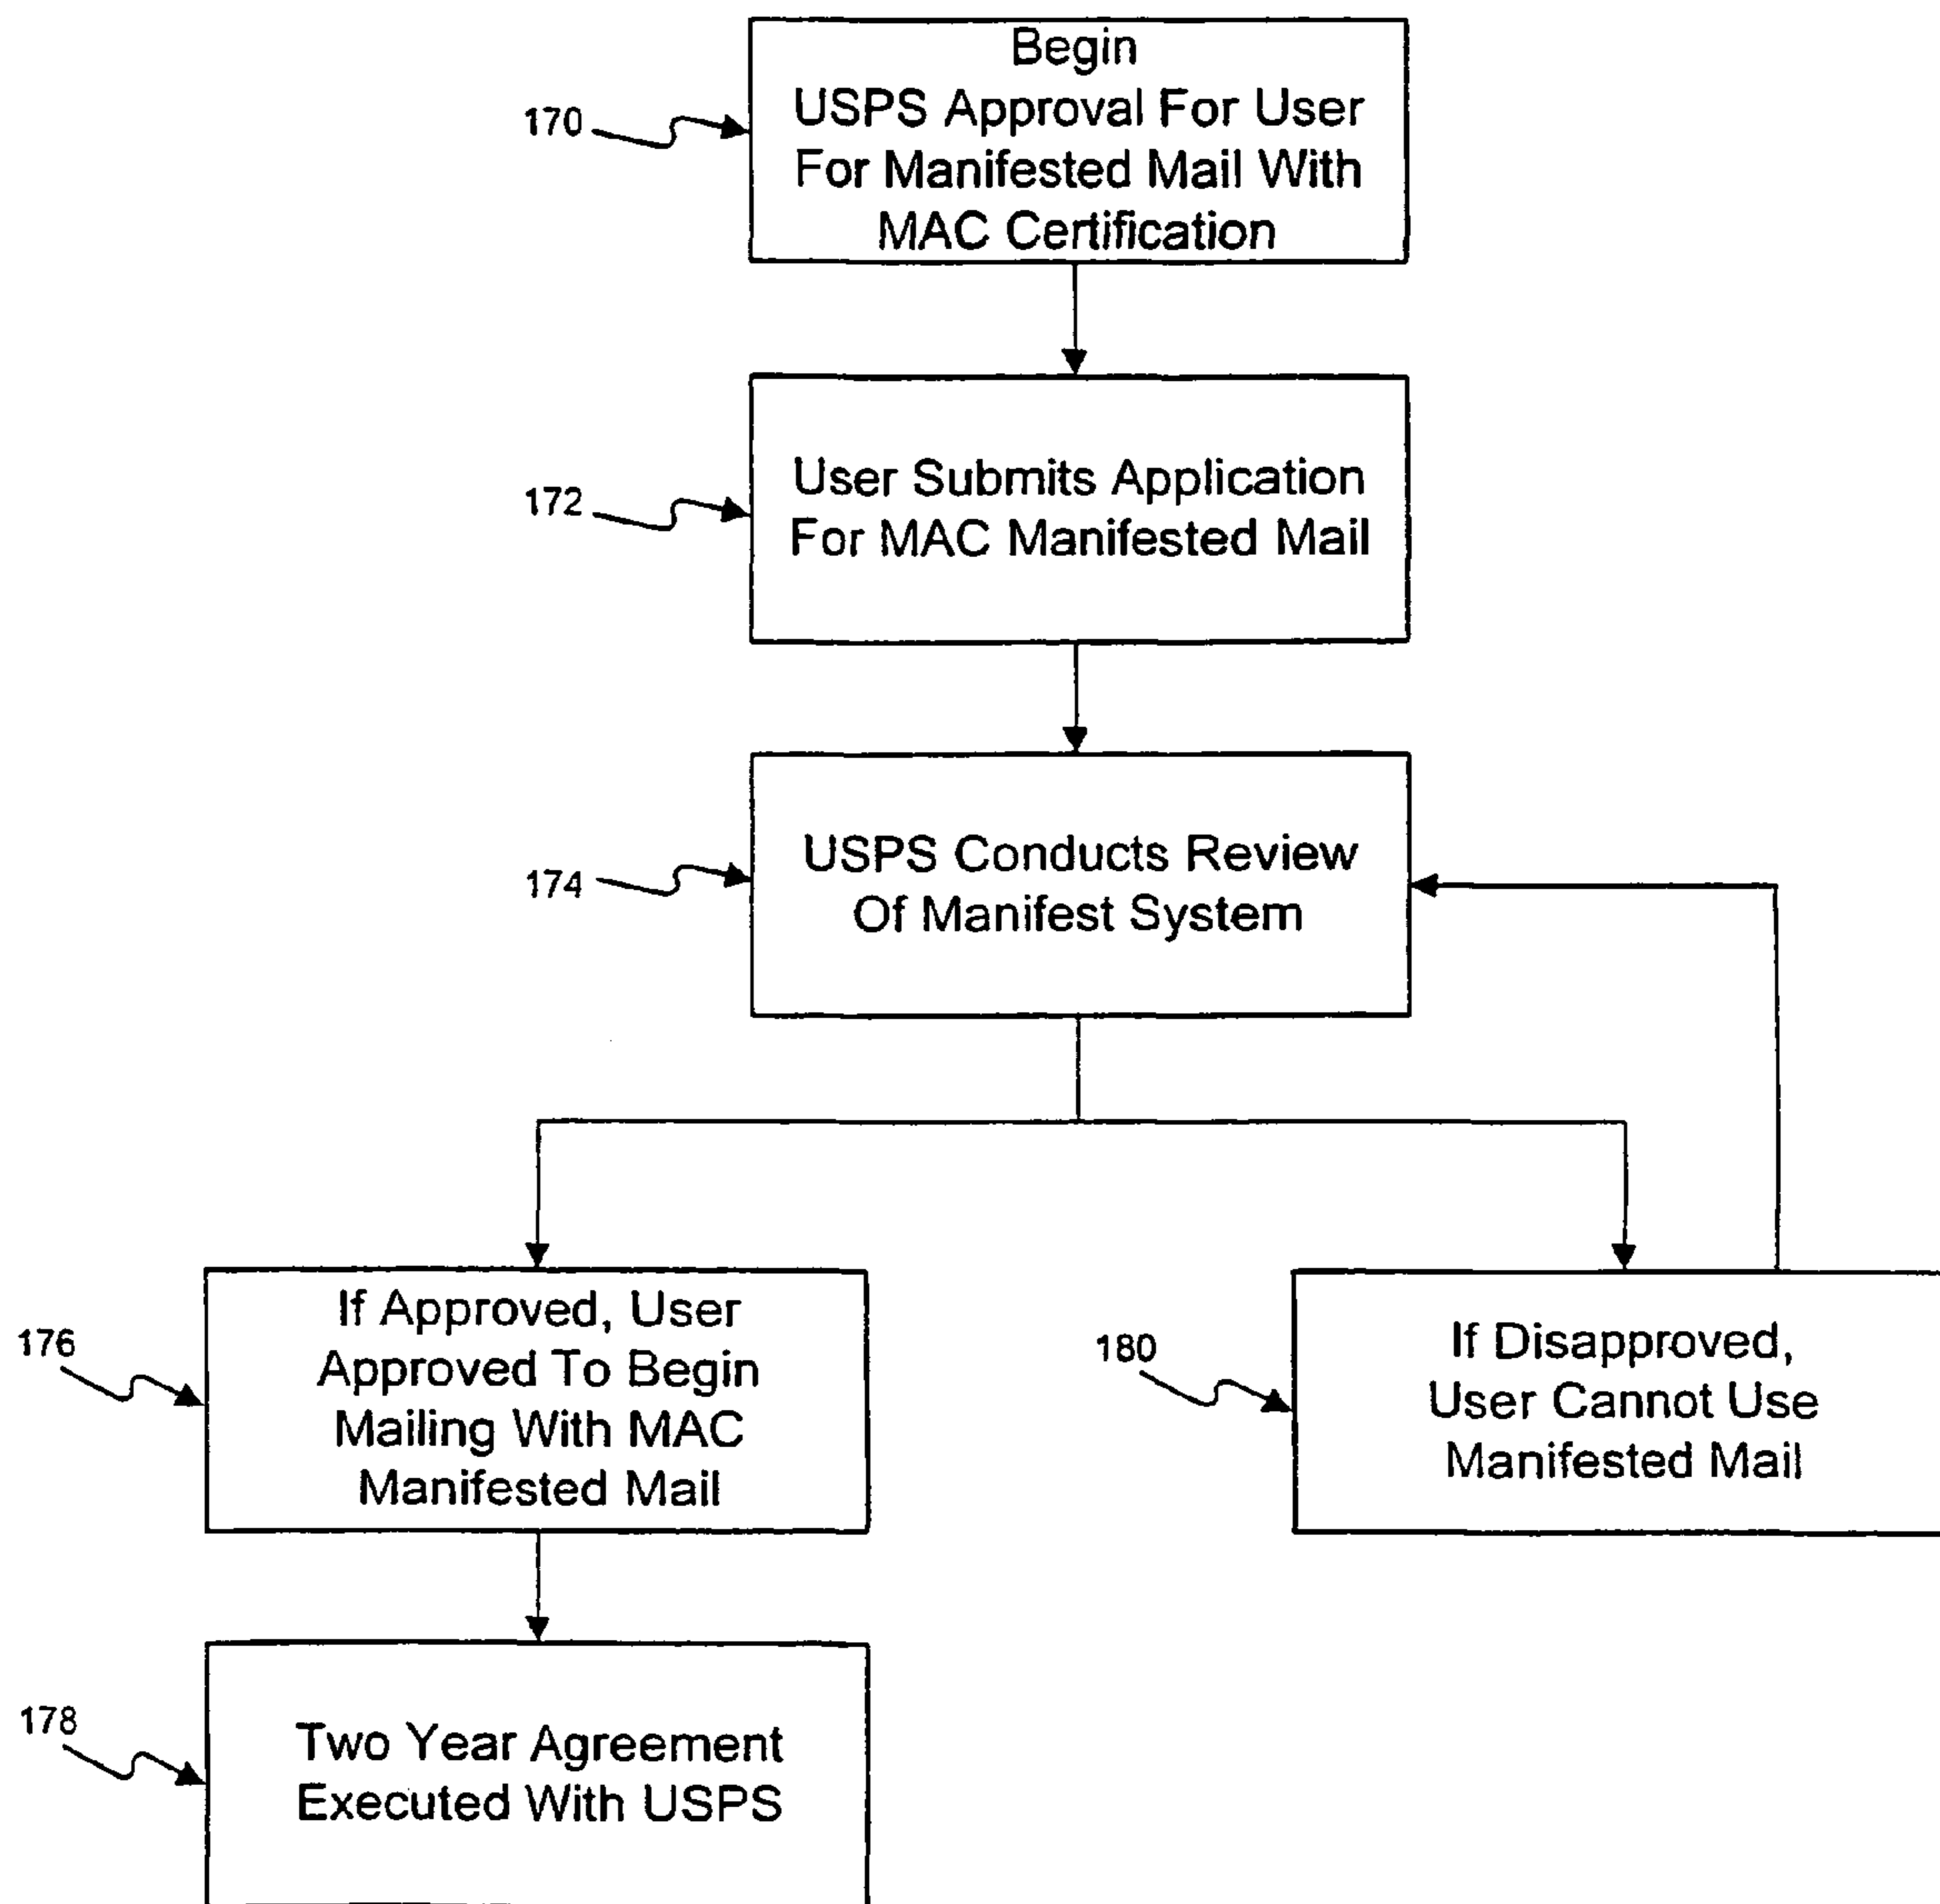 Begin
USPS Approval For User
For Manifested Mail With
MAC Certification
170
User Submits Application
For MAC Manifested Mail
172
USPS Conducts Review
Of Manifest System
174
If Approved, User
Approved To Begin
Mailing With MAC
Manifested Mail
176
If Disapproved,
User Cannot Use
Manifested Mail
180
Two Year Agreement
Executed With USPS
178